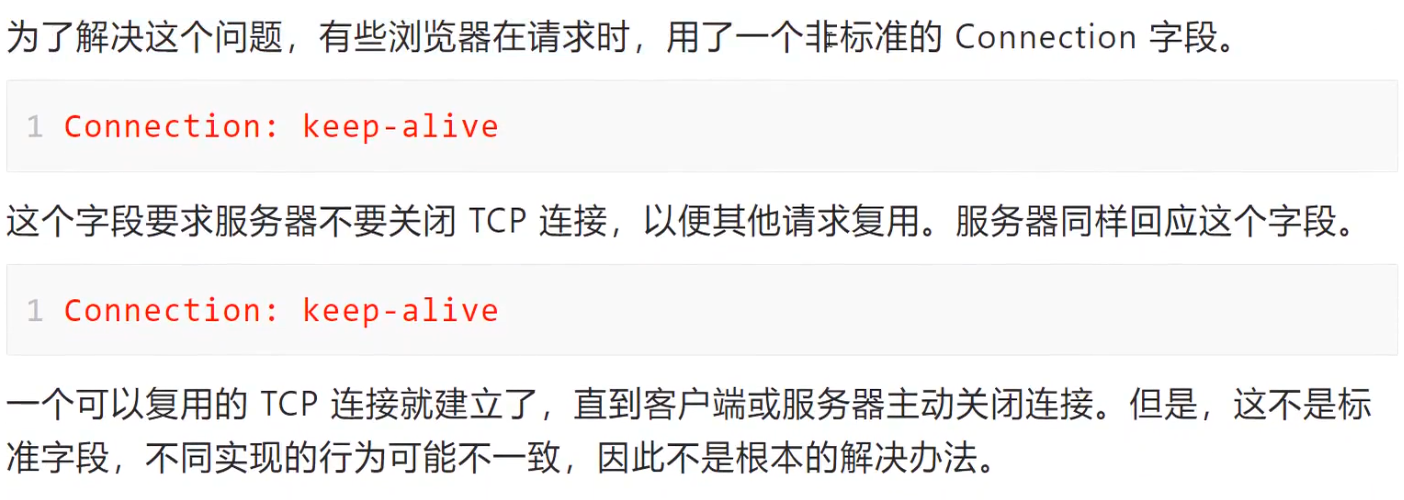 为了解决这个问题，有些浏览器在请求时，用了一个非标准的 Connection 字段。
1 Connection: keep-alive
这个字段要求服务器不要关闭 TCP 连接，以便其他请求复用。服务器同样回应这个字段。
1 Connection: keep-alive
一个可以复用的 TCP 连接就建立了，直到客户端或服务器主动关闭连接。但是，这不是标
准字段，不同实现的行为可能不一致，因此不是根本的解决办法。